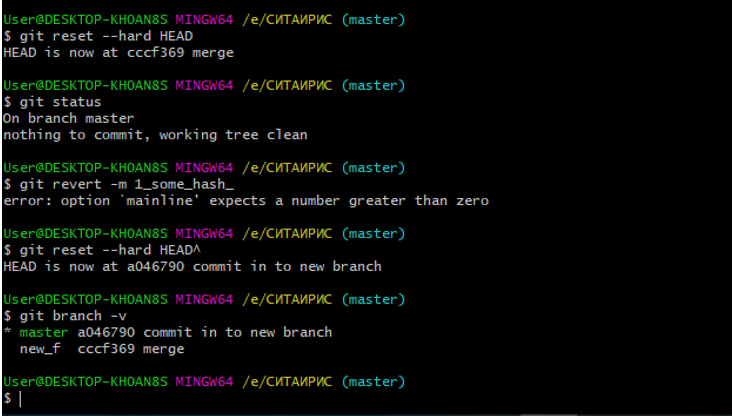 User@DESKTOP-KHOAN8S MINGW64 /e/СИТАИРИС (master)
$ git reset --hard HEAD
HEAD is now at cccf369 merge
User@DESKTOP-KHOAN8S MINGW64 /e/СИТАИРИС (master)
$ git status
On branch master
nothing to commit, working tree clean
User@DESKTOP-KHOAN8S MINGW64 /e/СИТАИРИС (master)
$ git revert -m 1_some_hash_
error: option `mainline' expects a number greater than zero
User@DESKTOP-KHOAN8S MINGW64 /e/СИТАИРИС (master)
$ git reset --hard HEAD^
HEAD is now at a046790 commit in to new branch
User@DESKTOP-KHOAN8S MINGW64 /e/СИТАИРИС (master)
$ git branch -v
* master a046790 commit in to new branch
  new_f  cccf369 merge
User@DESKTOP-KHOAN8S MINGW64 /e/СИТАИРИС (master)
$